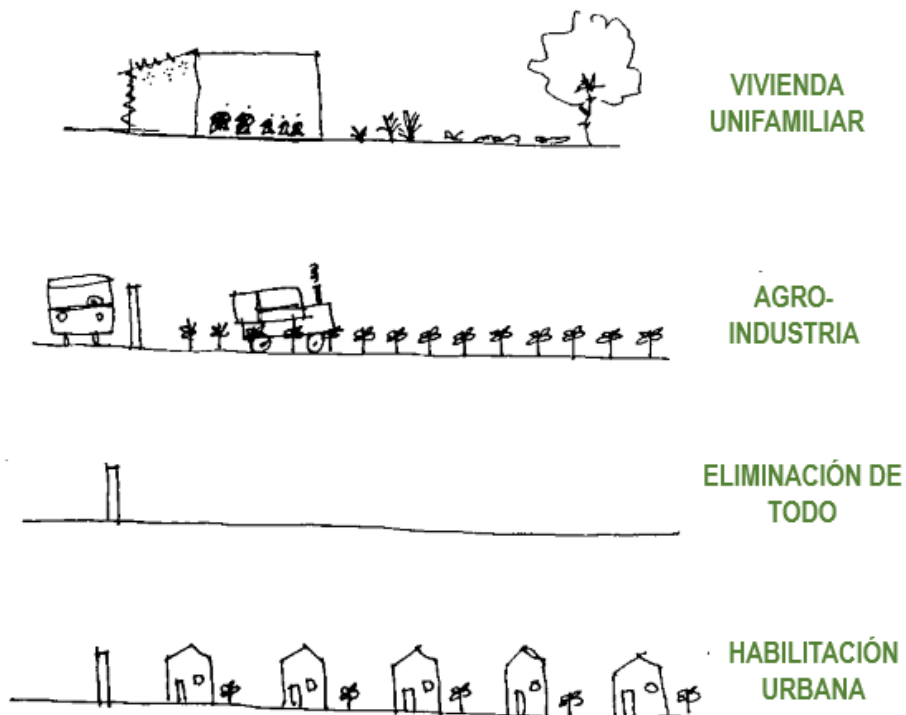 VIVIENDA
UNIFAMILIAR
AGRO-
INDUSTRIA
ELIMINACIÓN DE
TODO
HABILITACIÓN
URBANA